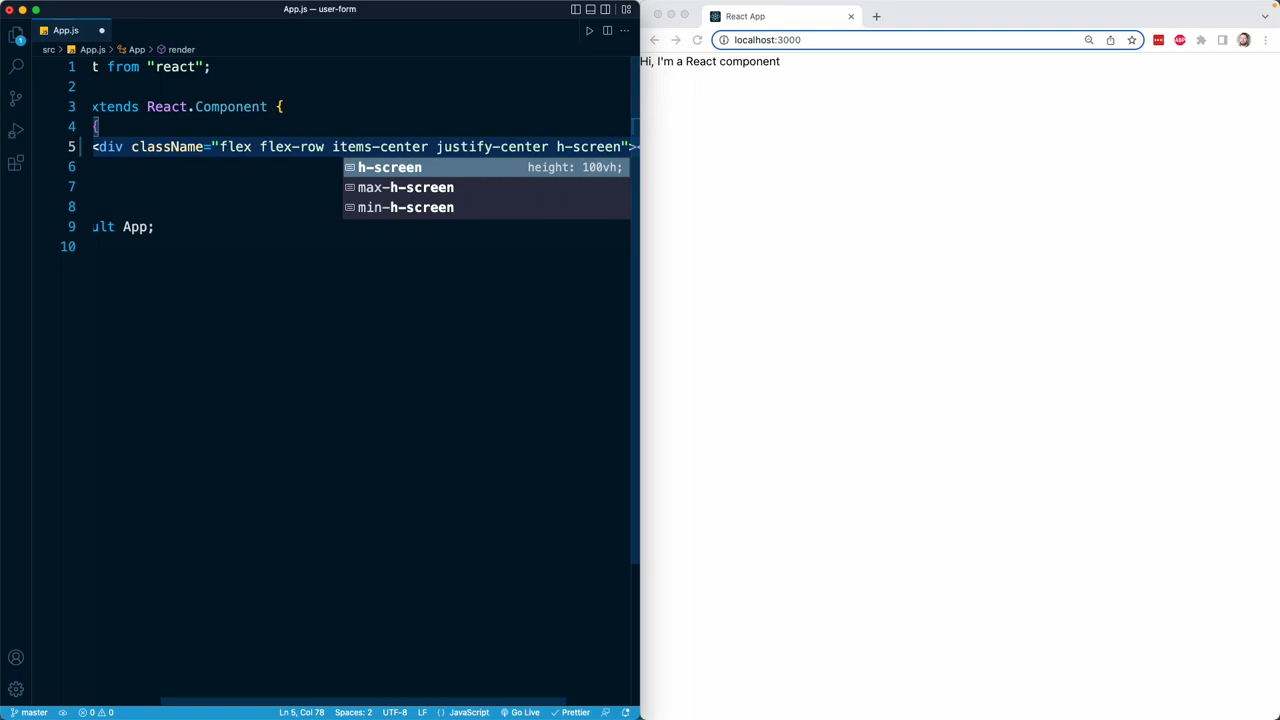 App.js — user-form
App.js
src > App.js > App > render
1 t from "react";
2
3 xtends React.Component {
4 {
5 <div className="flex flex-row items-center justify-center h-screen"><
6
7
8
9 ult App;
10
h-screen height: 100vh;
max-h-screen
min-h-screen
1
master
0 0
Ln 5, Col 78
Spaces: 2
UTF-8
LF
{ } JavaScript
Go Live
Prettier
React App
localhost:3000
ABP
Hi, I'm a React component